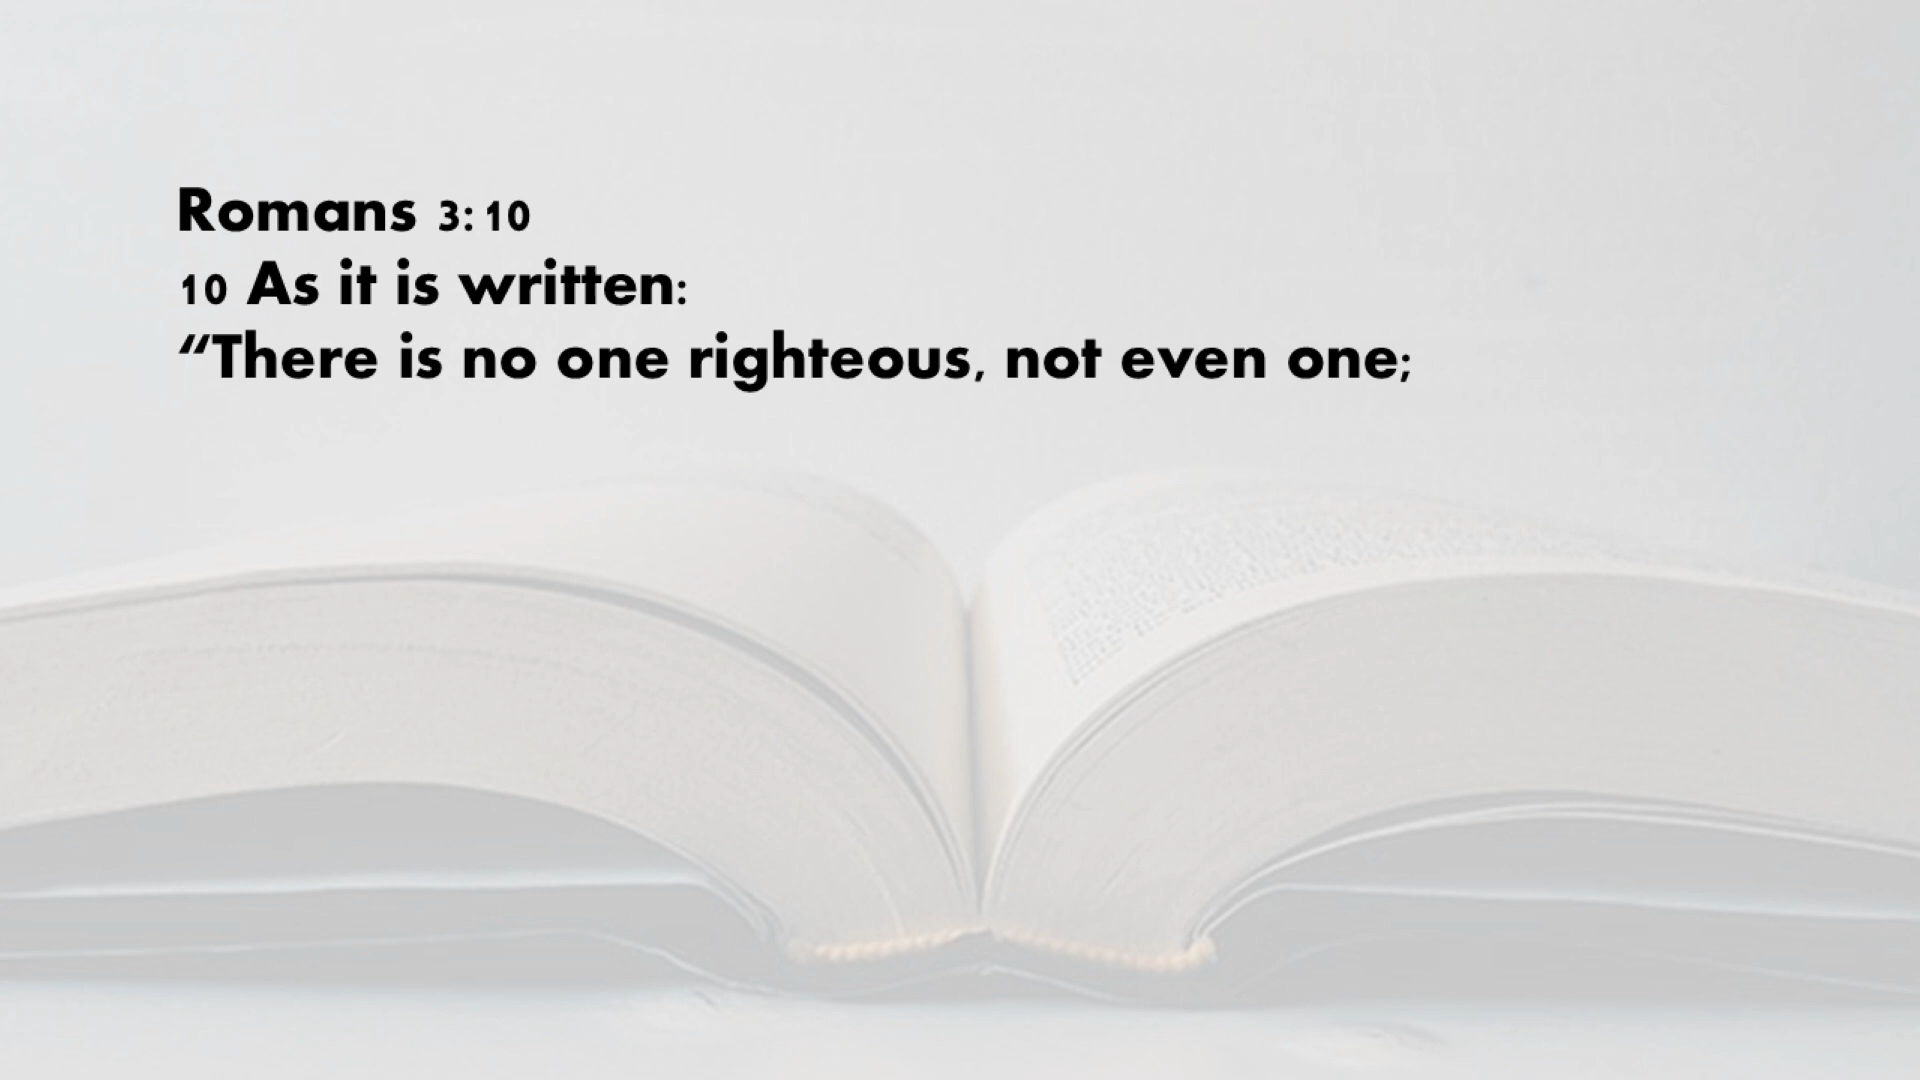 Romans 3:10
10 As it is written:
“There is no one righteous, not even one;